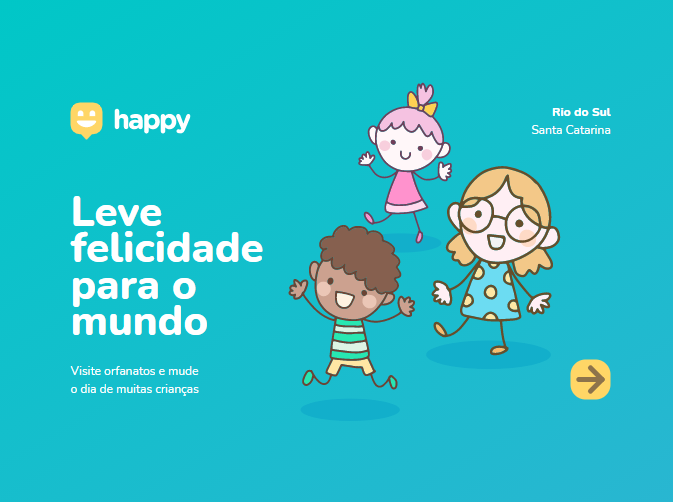 happy
Rio do Sul
Santa Catarina
Leve
felicidade
para o
mundo
Visite orfanatos e mude
o dia de muitas crianças